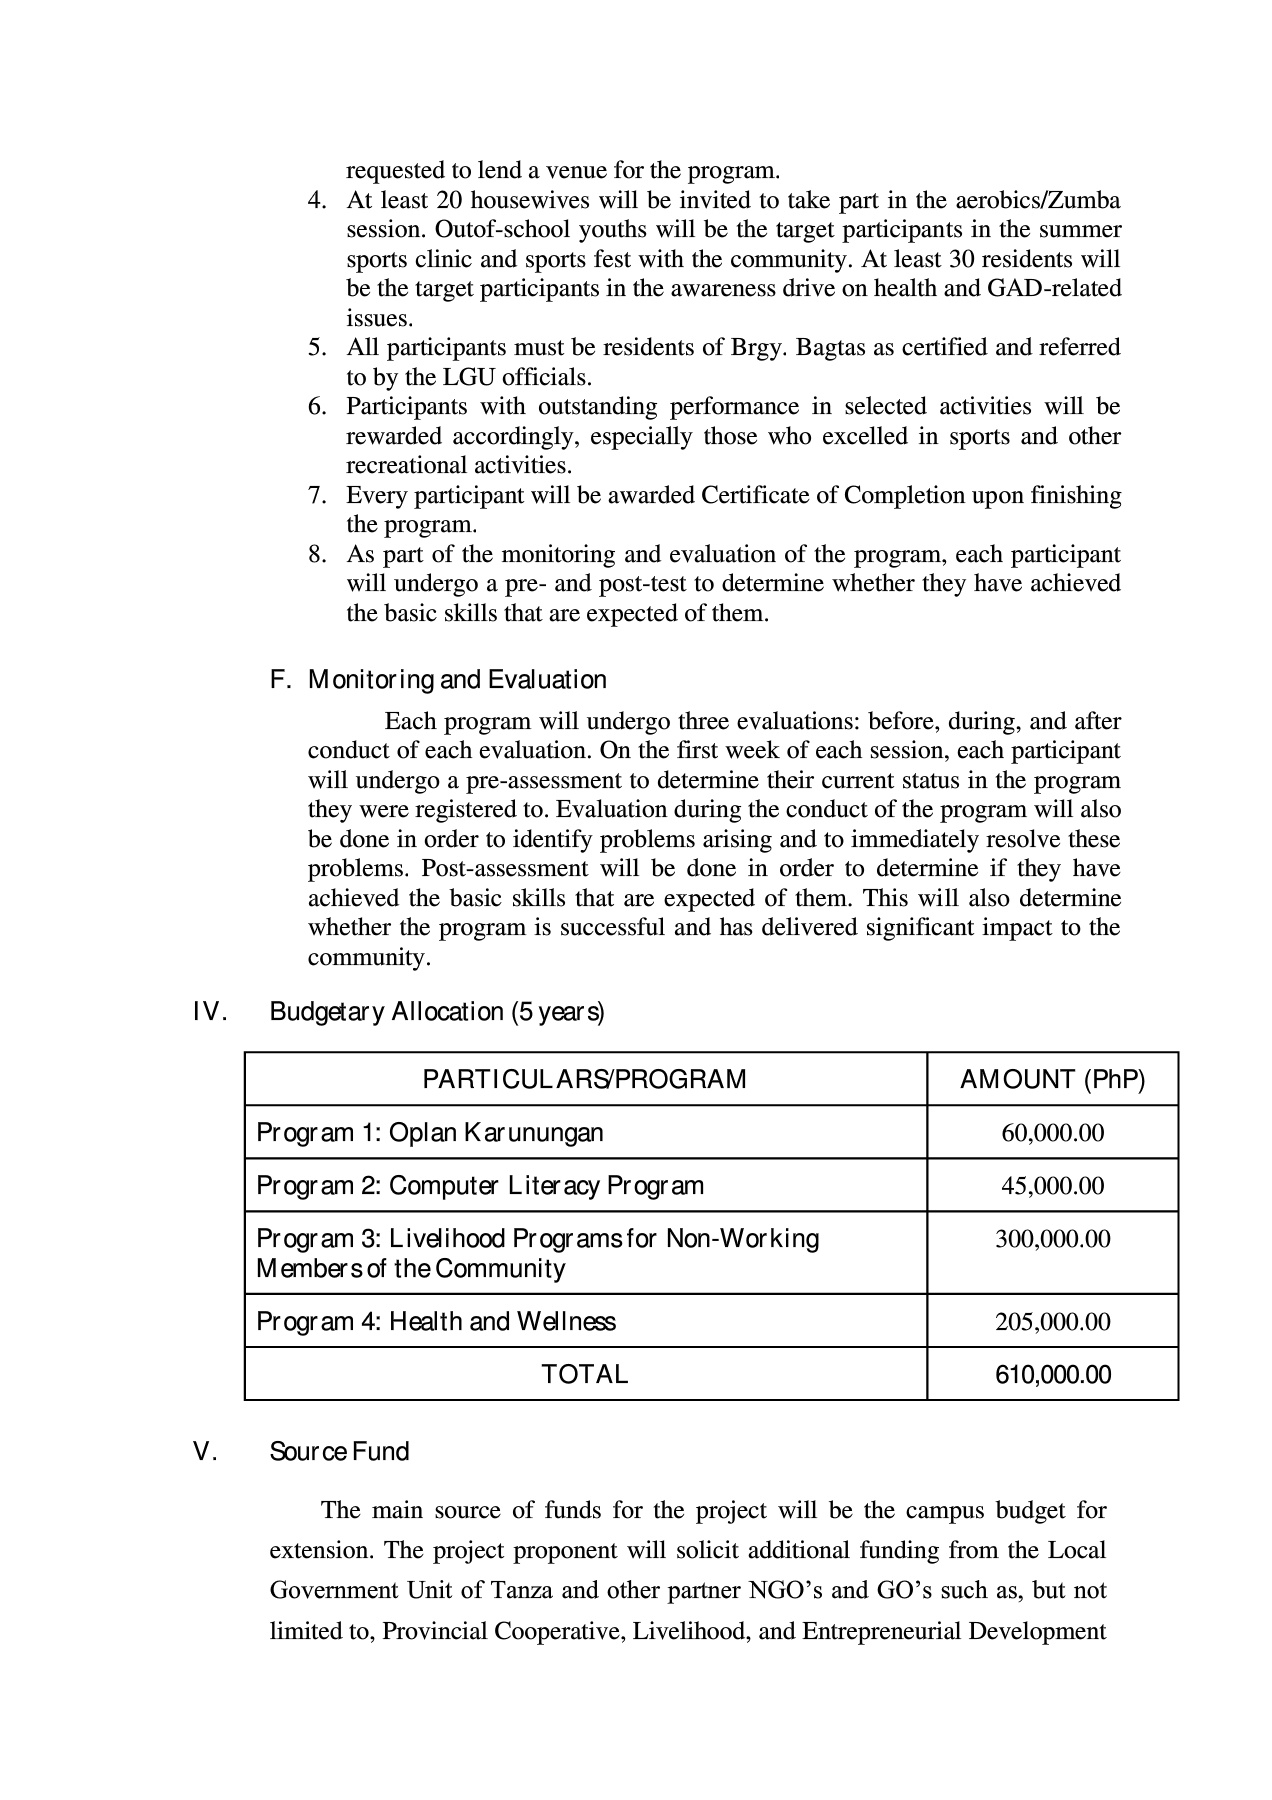 requested to lend a venue for the program.
4. At least 20 housewives will be invited to take part in the aerobics/Zumba
session. Outof-school youths will be the target participants in the summer
sports clinic and sports fest with the community. At least 30 residents will
be the target participants in the awareness drive on health and GAD-related
issues.
5. All participants must be residents of Brgy. Bagtas as certified and referred
to by the LGU officials.
6. Participants with outstanding performance in selected activities will be
rewarded accordingly, especially those who excelled in sports and other
recreational activities.
7. Every participant will be awarded Certificate of Completion upon finishing
the program.
8. As part of the monitoring and evaluation of the program, each participant
will undergo a pre- and post-test to determine whether they have achieved
the basic skills that are expected of them.
F. Monitoring and Evaluation
Each program will undergo three evaluations: before, during, and after
conduct of each evaluation. On the first week of each session, each participant
will undergo a pre-assessment to determine their current status in the program
they were registered to. Evaluation during the conduct of the program will also
be done in order to identify problems arising and to immediately resolve these
problems. Post-assessment will be done in order to determine if they have
achieved the basic skills that are expected of them. This will also determine
whether the program is successful and has delivered significant impact to the
community.
IV. Budgetary Allocation (5 years)
PARTICULARS/PROGRAM AMOUNT (PhP)
Program 1: Oplan Karunungan 60,000.00
Program 2: Computer Literacy Program 45,000.00
Program 3: Livelihood Programs for Non-Working 300,000.00
Members of the Community
Program 4: Health and Wellness 205,000.00
TOTAL 610,000.00
V. Source Fund
The main source of funds for the project will be the campus budget for
extension. The project proponent will solicit additional funding from the Local
Government Unit of Tanza and other partner NGO’s and GO’s such as, but not
limited to, Provincial Cooperative, Livelihood, and Entrepreneurial Development